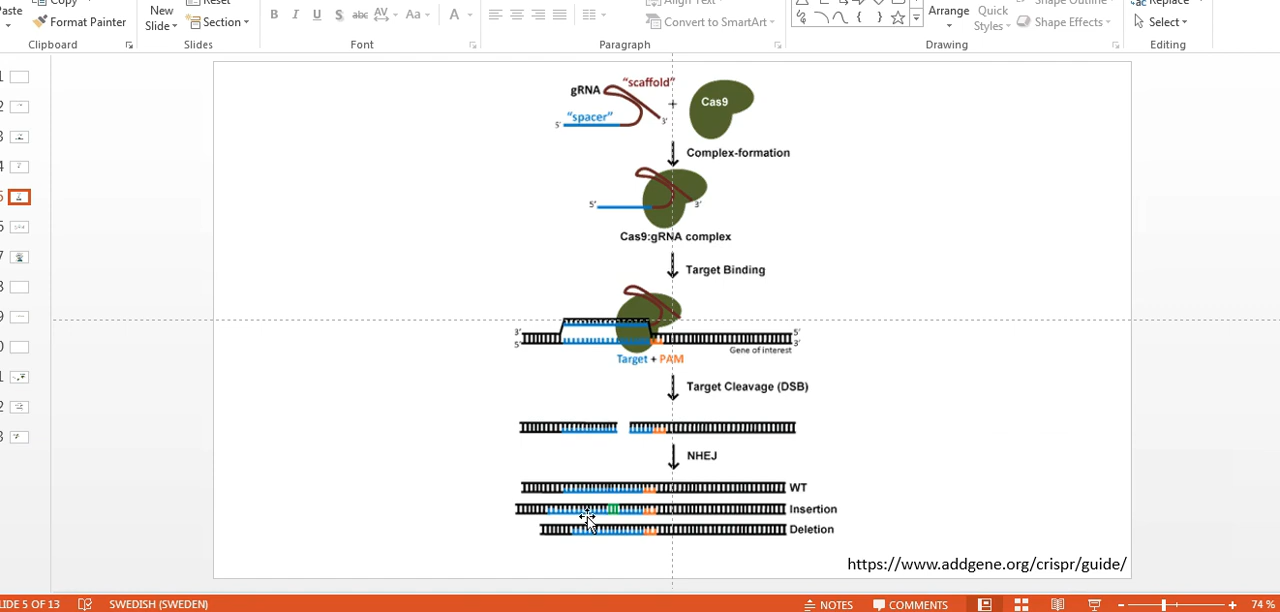 Paste
Copy
Format Painter
Clipboard
New
Slide
Reset
Section
Slides
B I U S abc AV Aa A
Font
Align Text
Convert to SmartArt
Paragraph
Arrange
Quick
Styles
Shape Outline
Shape Effects
Drawing
Replace
Select
Editing
gRNA
"scaffold"
"spacer"
5' 3'
+
Cas9
Complex-formation
5' 3'
Cas9:gRNA complex
Target Binding
3' 5'
5' 3'
Gene of interest
Target + PAM
Target Cleavage (DSB)
NHEJ
WT
Insertion
Deletion
https://www.addgene.org/crispr/guide/
LIDE 5 OF 13
SWEDISH (SWEDEN)
NOTES
COMMENTS
74 %